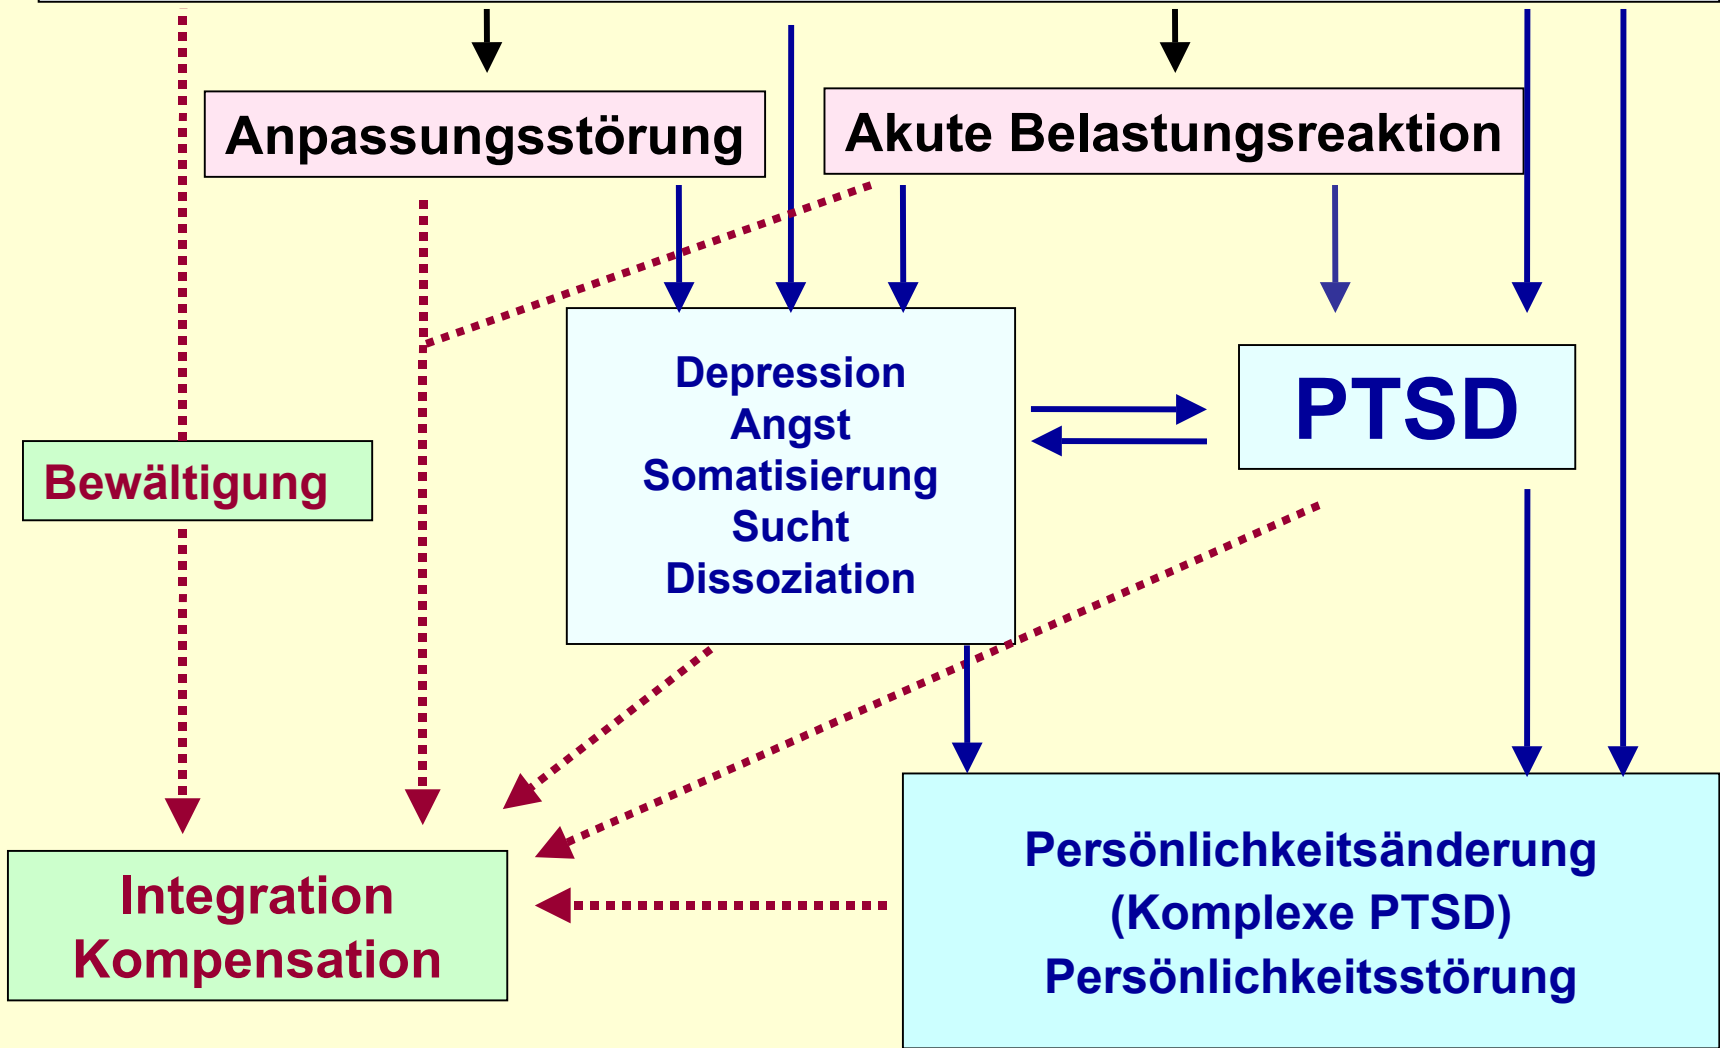 Anpassungsstörung
Akute Belastungsreaktion
Depression
Angst
Somatisierung
Sucht
Dissoziation
PTSD
Bewältigung
Integration
Kompensation
Persönlichkeitsänderung
(Komplexe PTSD)
Persönlichkeitsstörung